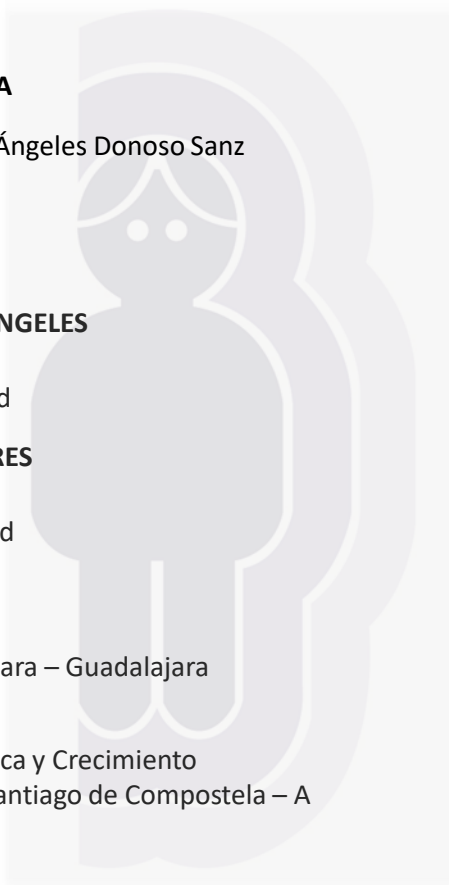 A
Ángeles Donoso Sanz
NGELES
d
RES
d
ara – Guadalajara
ca y Crecimiento
antiago de Compostela – A